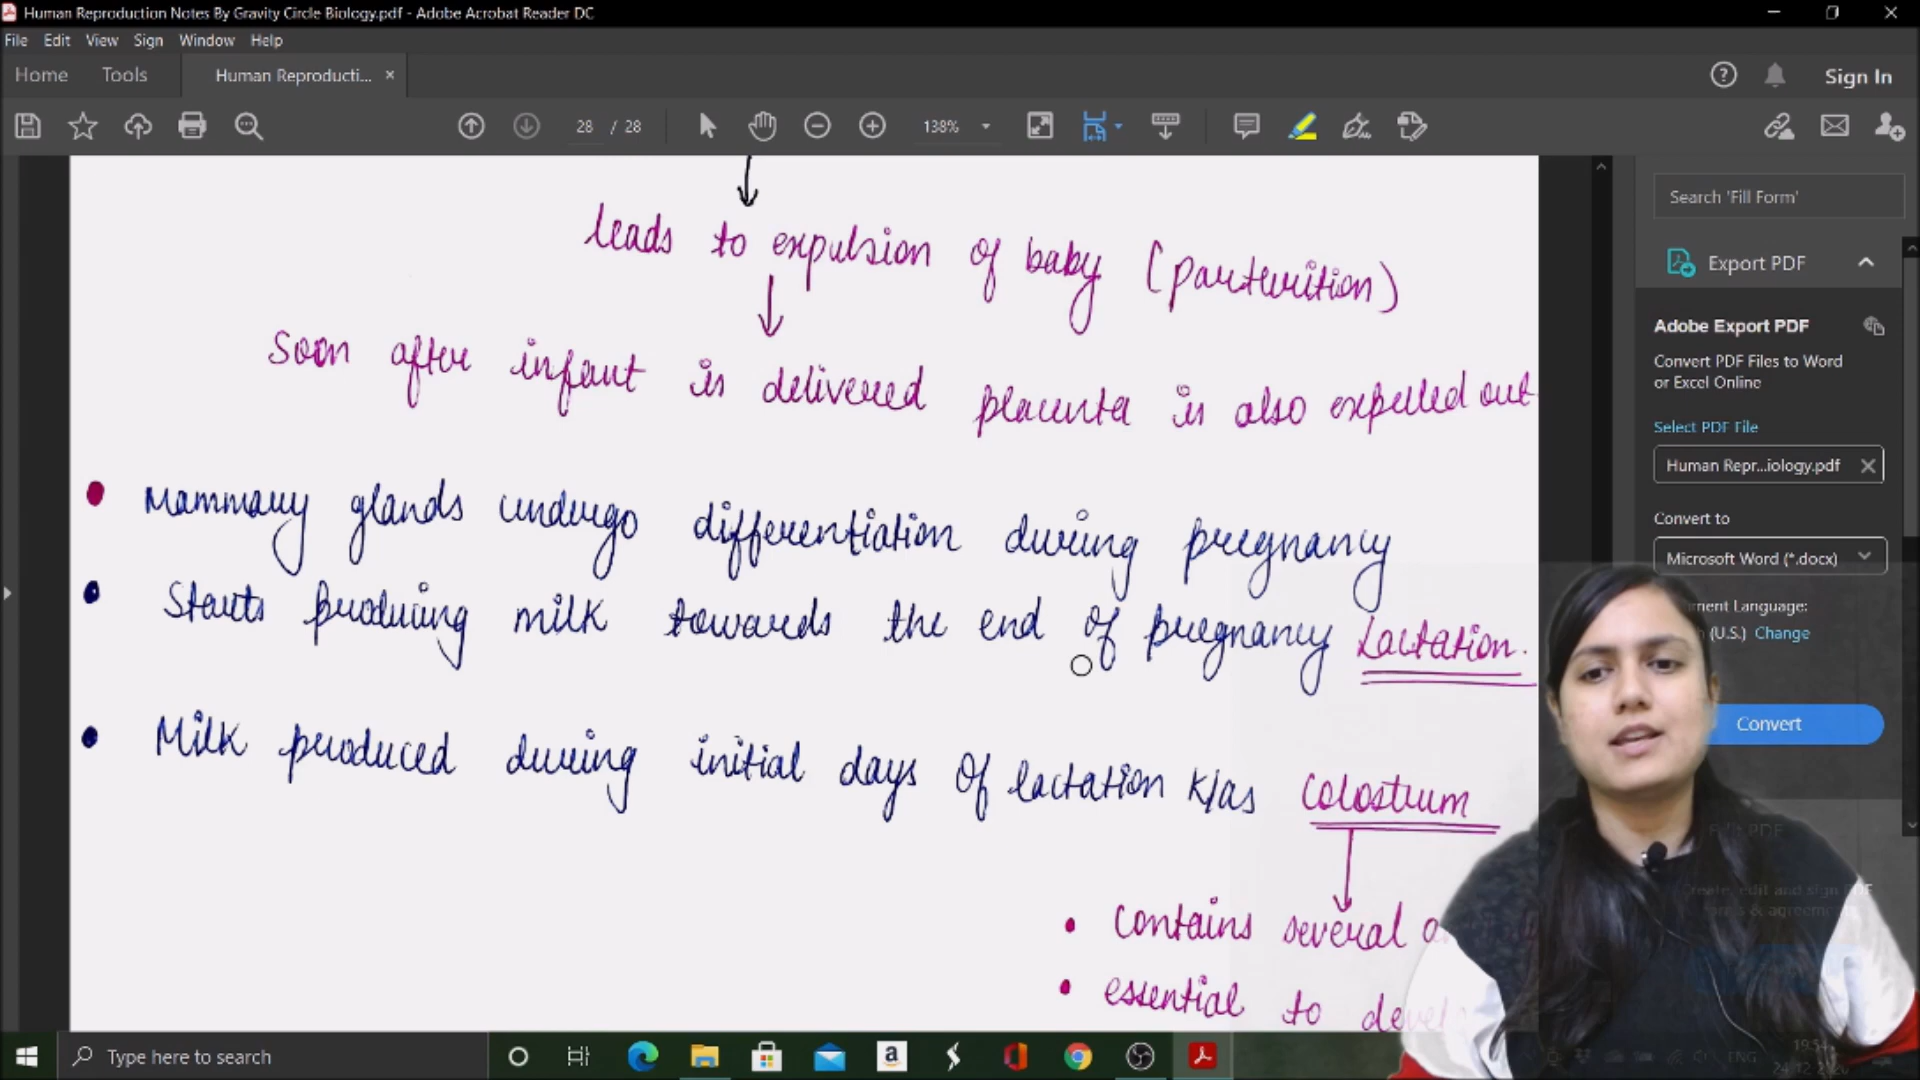 Human Reproduction Notes By Gravity Circle Biology.pdf - Adobe Acrobat Reader DC
File Edit View Sign Window Help
Home Tools Human Reproducti... × Sign In
28 / 28 138%
Search 'Fill Form'
Export PDF
Adobe Export PDF
Convert PDF Files to Word
or Excel Online
Select PDF File
Human Repr...iology.pdf
Convert to
Microsoft Word (*.docx)
(U.S.) Change
Convert
leads to expulsion of baby (parturition)
Soon after infant is delivered placenta is also expelled out
• Mammary glands undergo differentiation during pregnancy
• Starts producing milk towards the end of pregnancy Lactation.
• Milk produced during initial days of lactation K/as Colostrum
• Contains several
• essential to
Type here to search
ENG